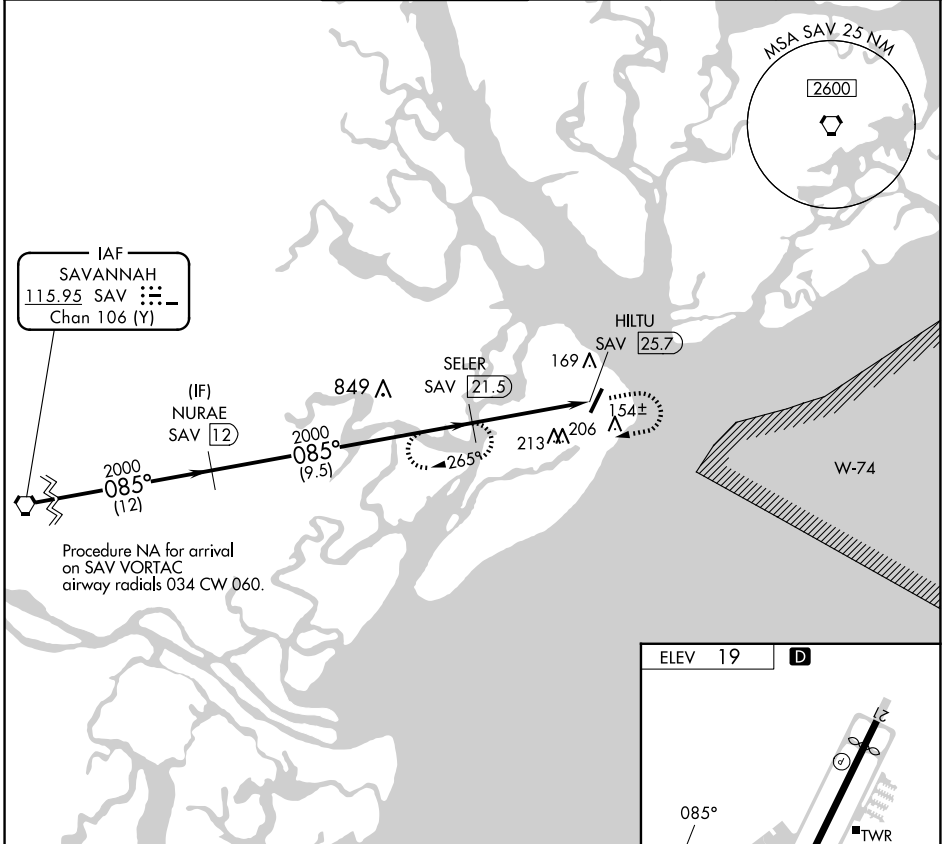 MSA SAV 25 NM
2600
IAF
SAVANNAH
115.95 SAV
Chan 106 (Y)
HILTU
SAV 25.7
169
SELER
SAV 21.5
849
(IF)
NURAE
SAV 12
154±
206
213
2000
085°
(9.5)
265°
2000
085°
(12)
W-74
Procedure NA for arrival
on SAV VORTAC
airway radials 034 CW 060.
ELEV 19 D
21
P
085°
TWR